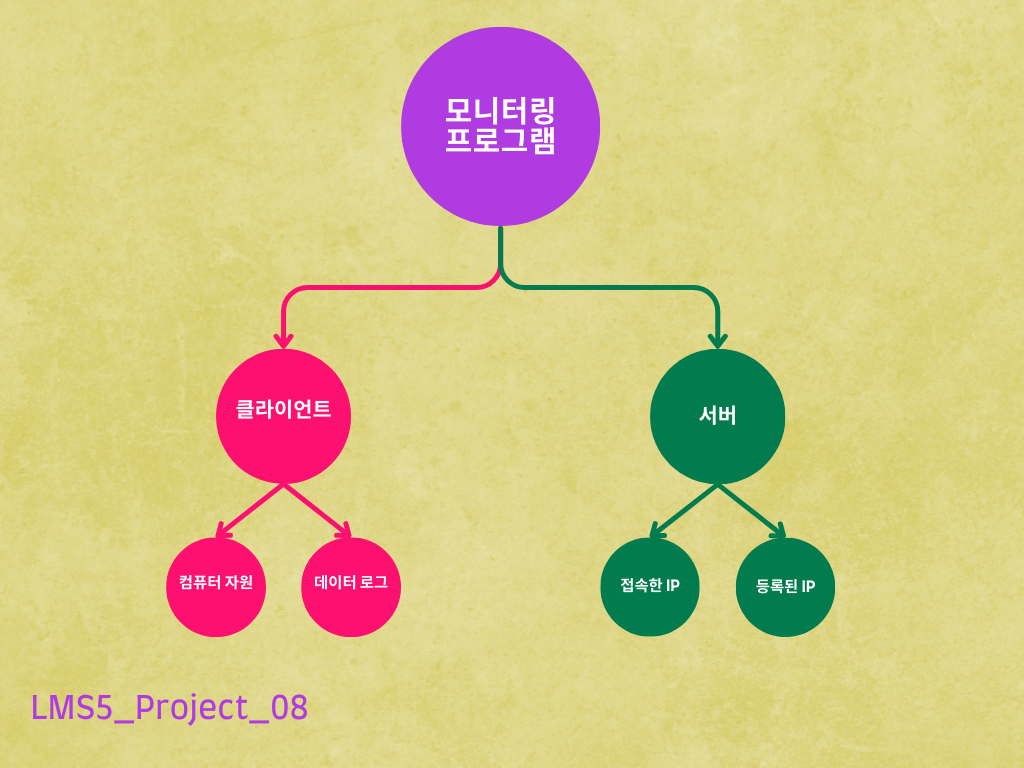 모니터링
프로그램
클라이언트
서버
컴퓨터 자원
데이터 로그
접속한 IP
등록된 IP
LMS5_Project_08